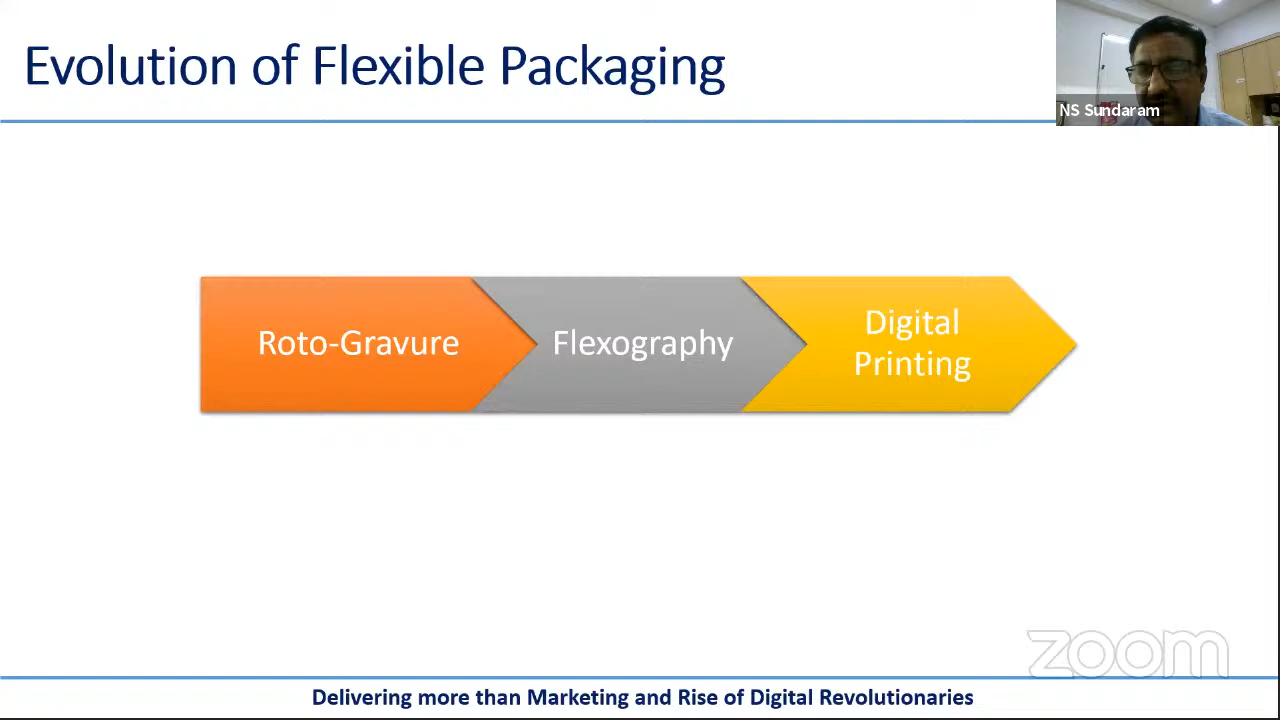 Evolution of Flexible Packaging
NS Sundaram
Roto-Gravure
Flexography
Digital
Printing
zoom
Delivering more than Marketing and Rise of Digital Revolutionaries